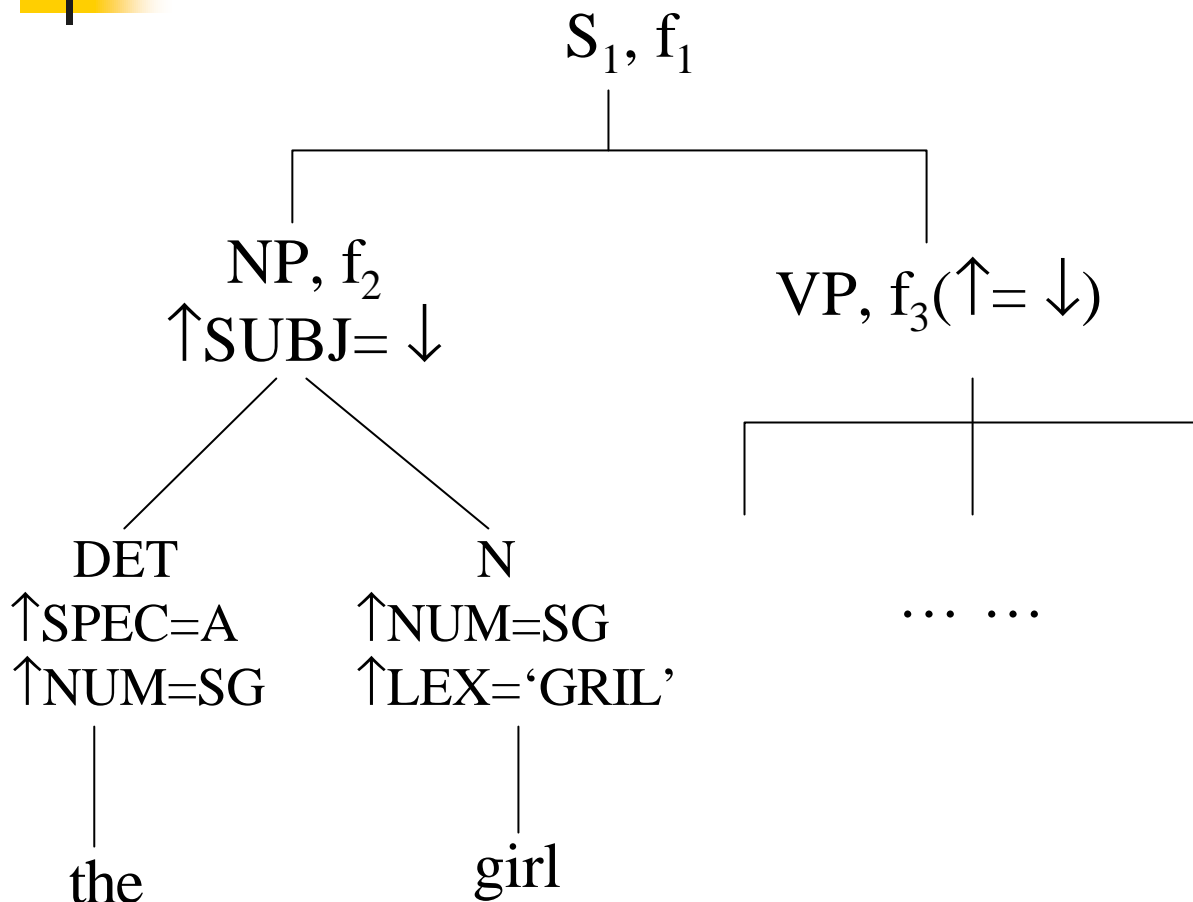 S₁, f₁
NP, f₂
↑SUBJ= ↓
VP, f₃(↑= ↓)
DET
↑SPEC=A
↑NUM=SG
N
↑NUM=SG
↑LEX=‘GRIL’
… …
the
girl